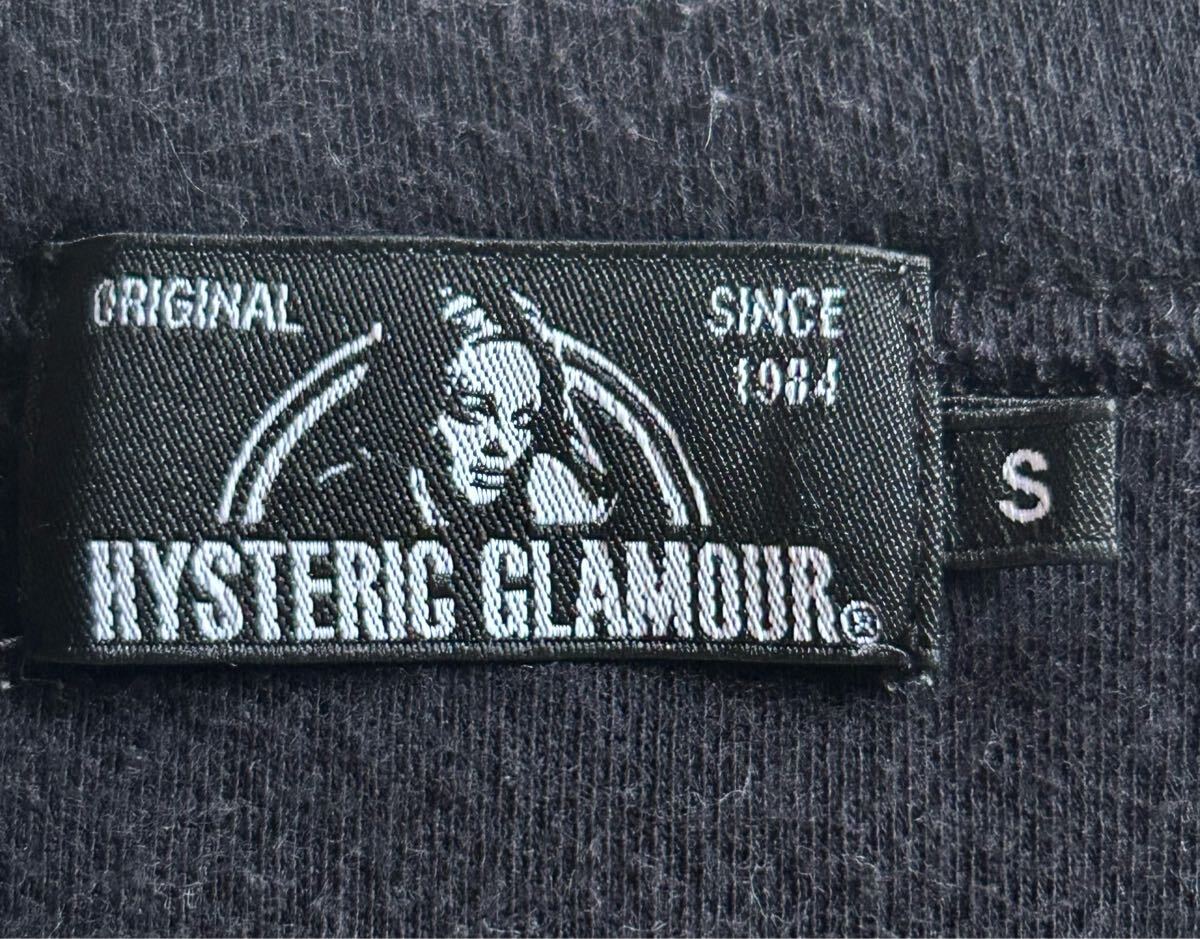 ORIGINAL
SINCE
1984
HYSTERIC GLAMOUR®
S